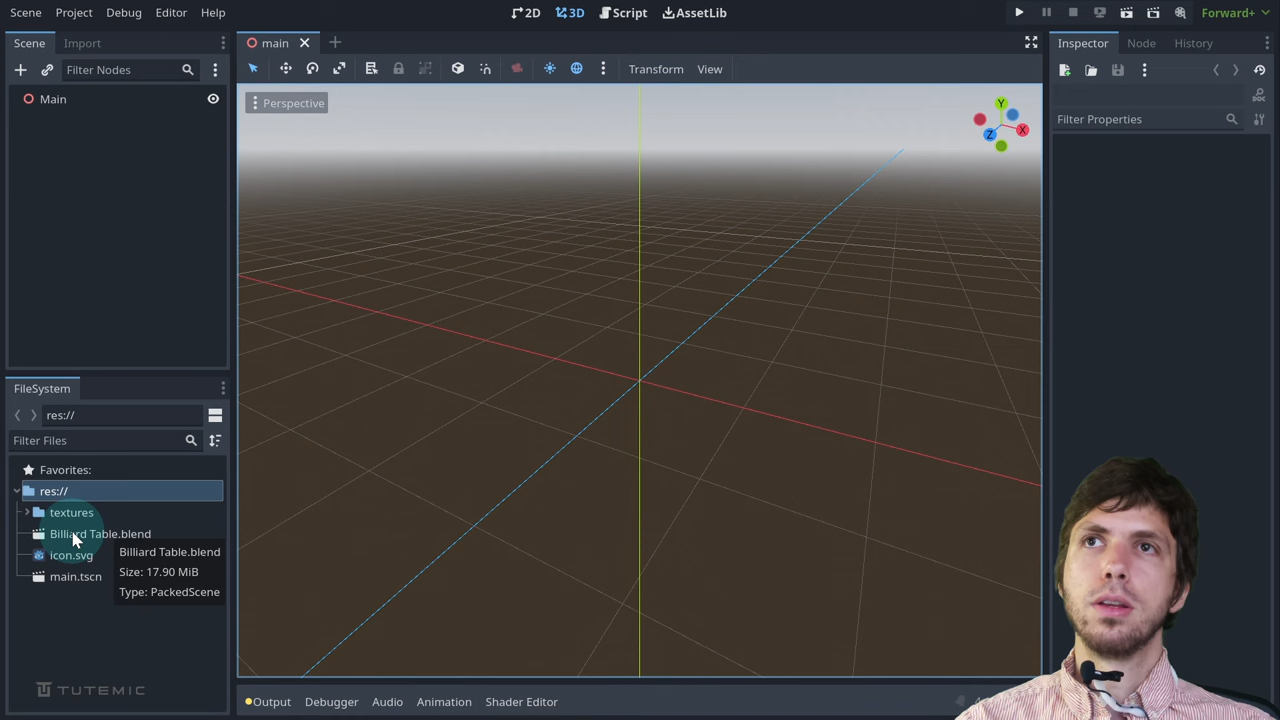 Scene Project Debug Editor Help
2D 3D Script AssetLib
Forward+
Scene Import
main
Inspector Node History
Filter Nodes
Transform View
Main
Perspective
Y
Z
X
Filter Properties
FileSystem
res://
Filter Files
Favorites:
res://
textures
Billiard Table.blend
icon.svg
main.tscn
Billiard Table.blend
Size: 17.90 MiB
Type: PackedScene
TUTEMIC
Output Debugger Audio Animation Shader Editor